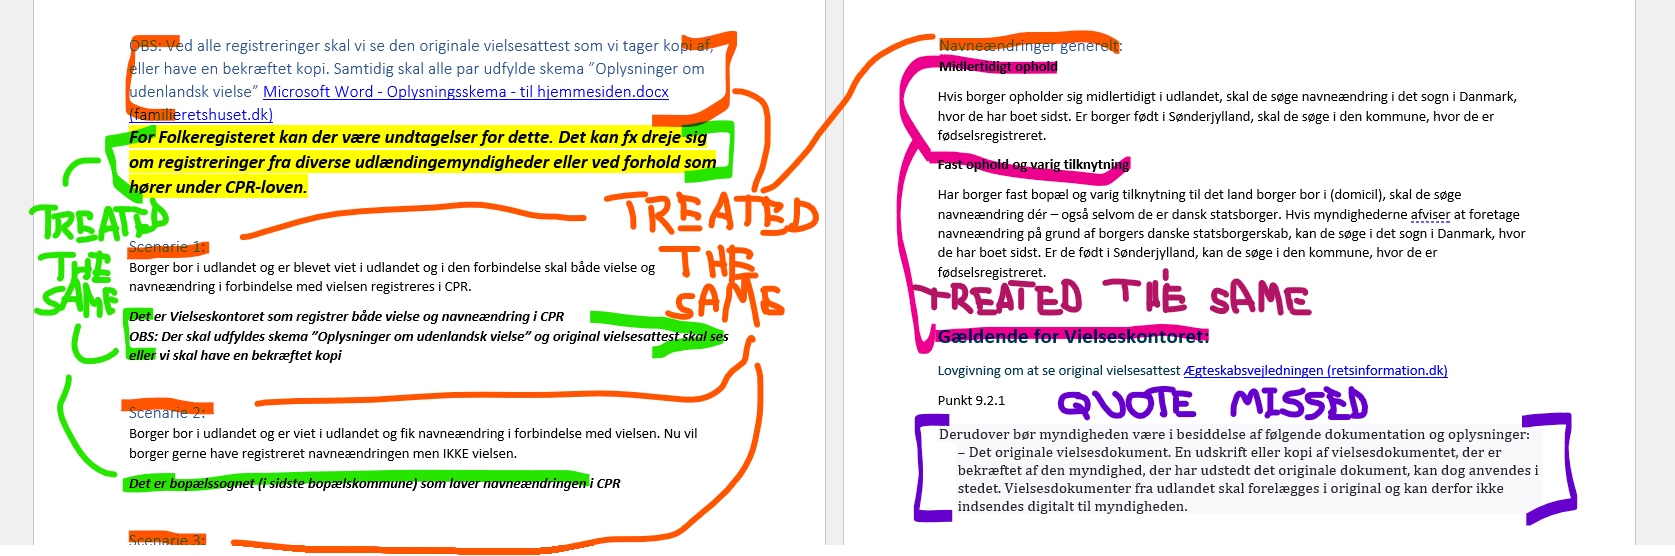 OBS: Ved alle registreringer skal vi se den originale vielsesattest som vi tager kopi af,
eller have en bekræftet kopi. Samtidig skal alle par udfylde skema ”Oplysninger om
udenlandsk vielse” Microsoft Word - Oplysningsskema - til hjemmesiden.docx
(familieretshuset.dk)
For Folkeregisteret kan der være undtagelser for dette. Det kan fx dreje sig
om registreringer fra diverse udlændingemyndigheder eller ved forhold som
hører under CPR-loven.
TREATED
THE
SAME
TREATED
THE
SAME
Scenarie 1:
Borger bor i udlandet og er blevet viet i udlandet og i den forbindelse skal både vielse og
navneændring i forbindelse med vielsen registreres i CPR.
Det er Vielseskontoret som registrer både vielse og navneændring i CPR
OBS: Der skal udfyldes skema ”Oplysninger om udenlandsk vielse” og original vielsesattest skal ses
eller vi skal have en bekræftet kopi
Scenarie 2:
Borger bor i udlandet og er viet i udlandet og fik navneændring i forbindelse med vielsen. Nu vil
borger gerne have registreret navneændringen men IKKE vielsen.
Det er bopælssognet (i sidste bopælskommune) som laver navneændringen i CPR
Scenarie 3:
Navneændringer generelt:
Midlertidigt ophold
Hvis borger opholder sig midlertidigt i udlandet, skal de søge navneændring i det sogn i Danmark,
hvor de har boet sidst. Er borger født i Sønderjylland, skal de søge i den kommune, hvor de er
fødselsregistreret.
Fast ophold og varig tilknytning
Har borger fast bopæl og varig tilknytning til det land borger bor i (domicil), skal de søge
navneændring dér – også selvom de er dansk statsborger. Hvis myndighederne afviser at foretage
navneændring på grund af borgers danske statsborgerskab, kan de søge i det sogn i Danmark, hvor
de har boet sidst. Er de født i Sønderjylland, kan de søge i den kommune, hvor de er
fødselsregistreret.
TREATED THE SAME
Gældende for Vielseskontoret:
Lovgivning om at se original vielsesattest Ægteskabsvejledningen (retsinformation.dk)
Punkt 9.2.1
QUOTE MISSED
Derudover bør myndigheden være i besiddelse af følgende dokumentation og oplysninger:
– Det originale vielsesdokument. En udskrift eller kopi af vielsesdokumentet, der er
bekræftet af den myndighed, der har udstedt det originale dokument, kan dog anvendes i
stedet. Vielsesdokumenter fra udlandet skal forelægges i original og kan derfor ikke
indsendes digitalt til myndigheden.